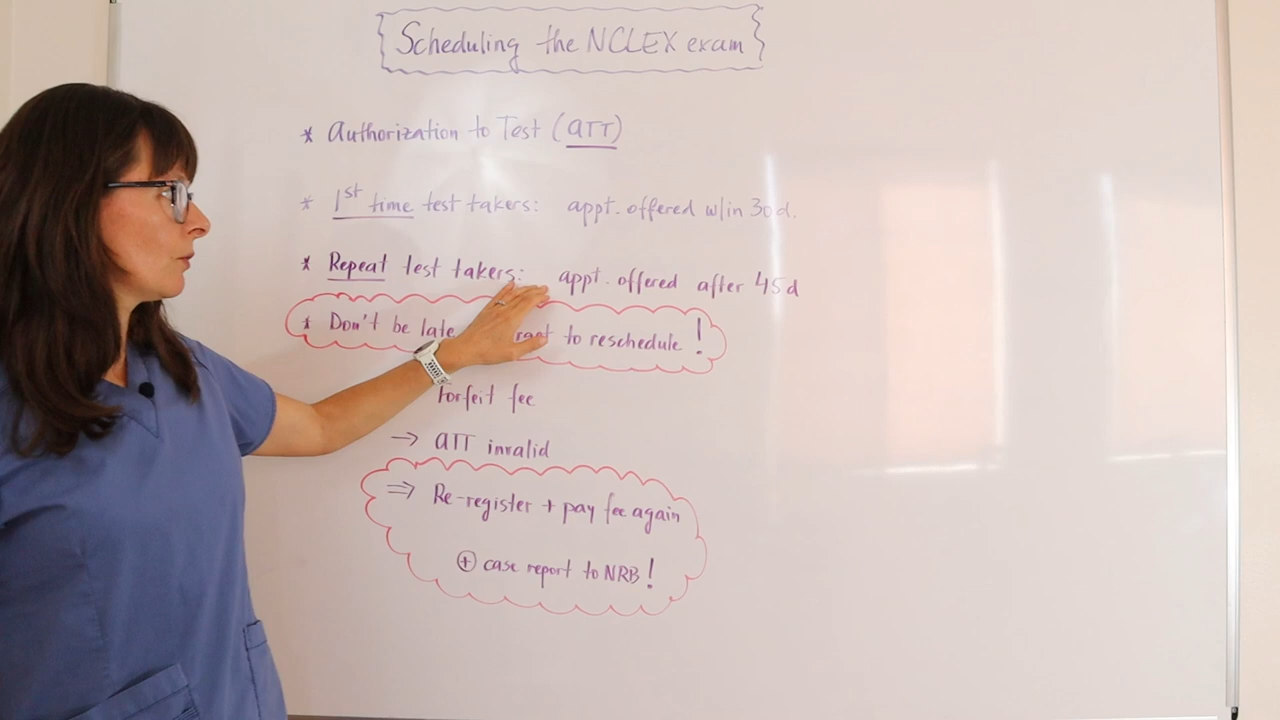 Scheduling the NCLEX exam
* Authorization to Test (ATT)
* 1st time test takers: appt. offered w/in 30d.
* Repeat test takers: appt. offered after 45d
* Don't be late to reschedule!
forfeit fee
→ ATT invalid
⇒ Re-register + pay fee again
⊕ case report to NRB!